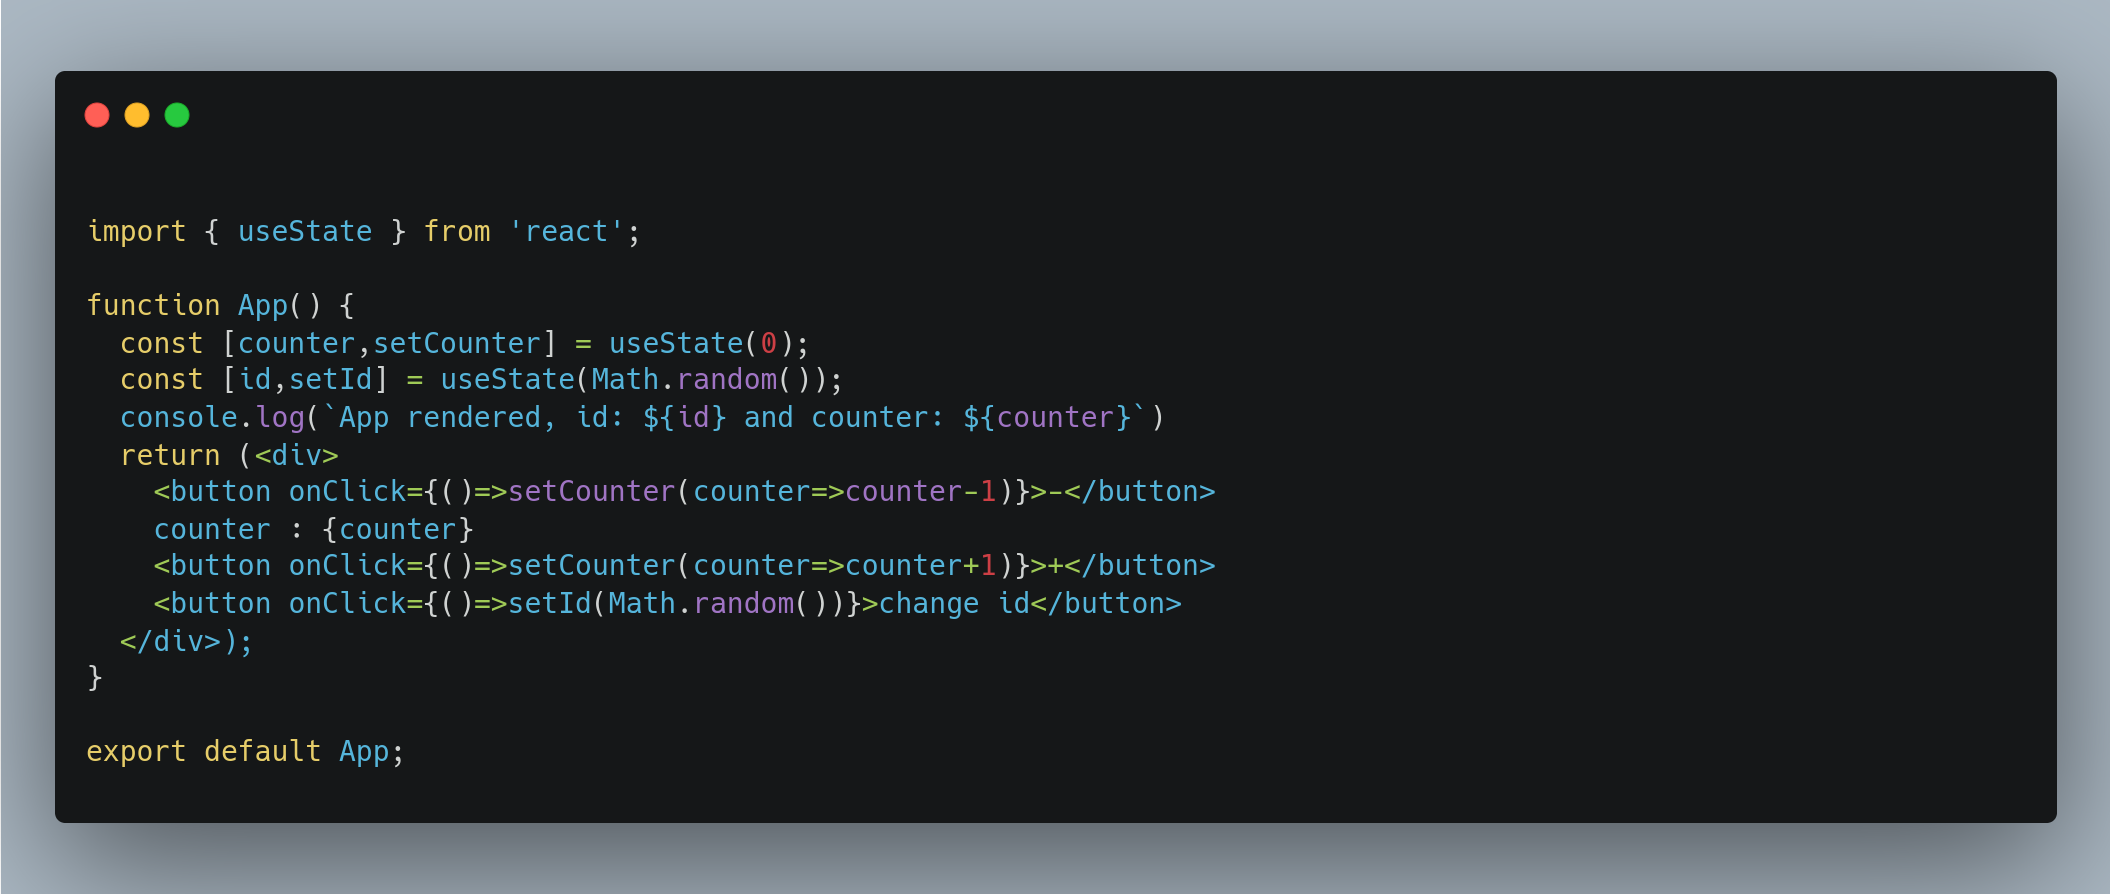 import { useState } from 'react';
function App() {
  const [counter,setCounter] = useState(0);
  const [id,setId] = useState(Math.random());
  console.log(`App rendered, id: ${id} and counter: ${counter}`)
  return (<div>
    <button onClick={()=>setCounter(counter=>counter-1)}>-</button>
    counter : {counter}
    <button onClick={()=>setCounter(counter=>counter+1)}>+</button>
    <button onClick={()=>setId(Math.random())}>change id</button>
  </div>);
}
export default App;